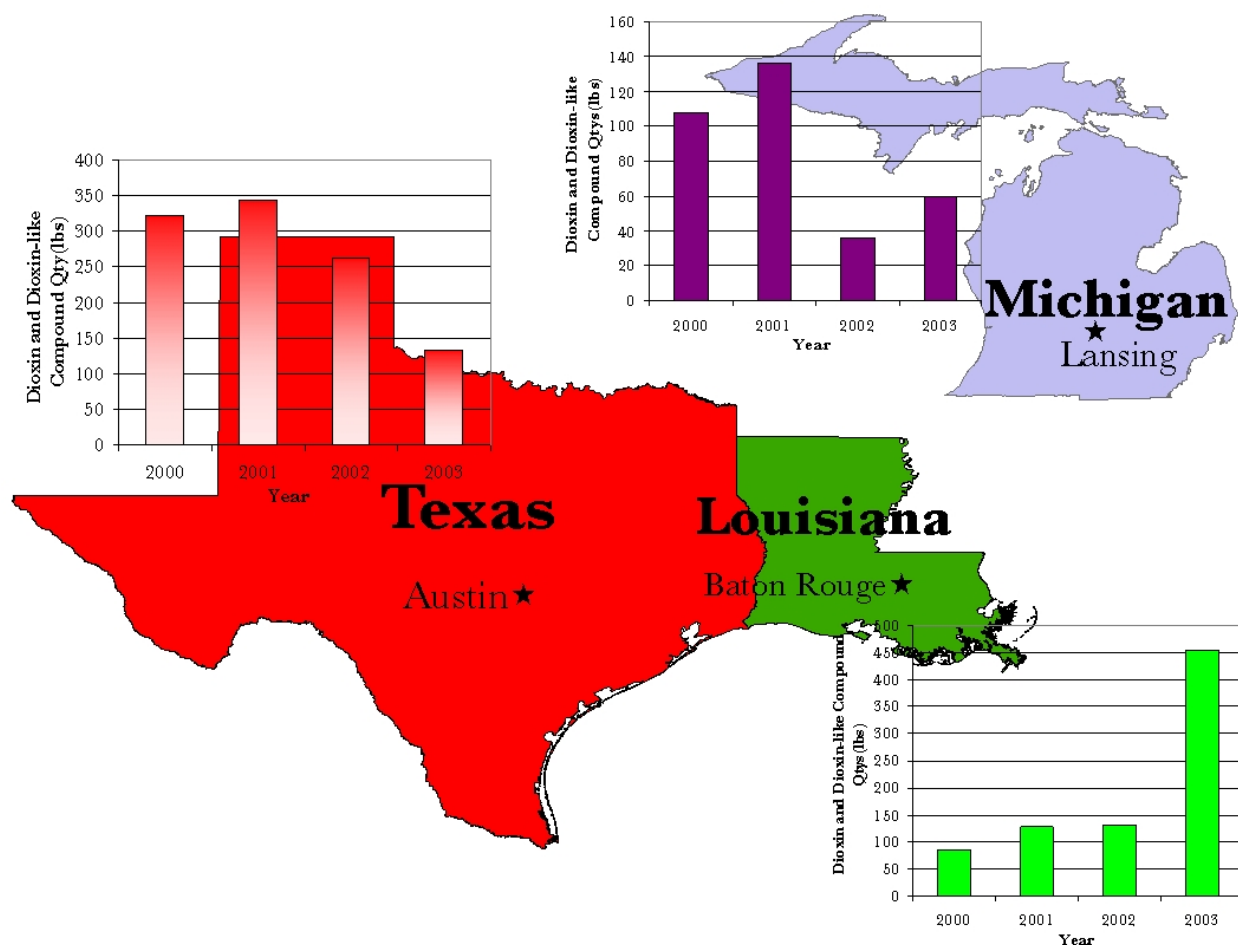 160
140
120
100
80
60
40
20
0
Dioxin and Dioxin-like
Compound Qtys (lbs)
2000 2001 2002 2003
Year
Michigan
Lansing
400
350
300
250
200
150
100
50
0
Dioxin and Dioxin-like
Compound Qty (lbs)
2000 2001 2002 2003
Year
Texas
Austin
Louisiana
Baton Rouge
500
450
400
350
300
250
200
150
100
50
0
Dioxin and Dioxin-like Compound
Qtys (lbs)
2000 2001 2002 2003
Year